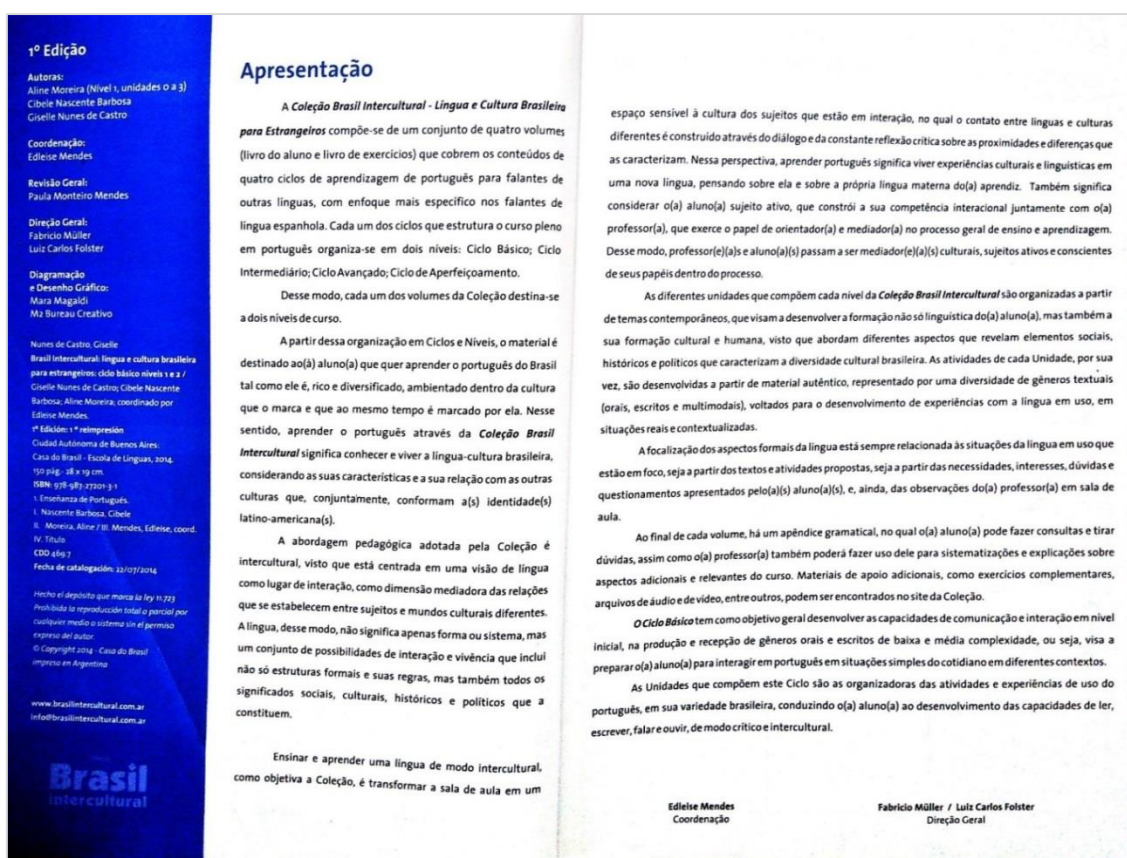 1º Edição
Autoras:
Aline Moreira (Nível 1, unidades 0 a 3)
Cibele Nascente Barbosa
Giselle Nunes de Castro
Coordenação:
Edleise Mendes
Revisão Geral:
Paula Monteiro Mendes
Direção Geral:
Fabricio Müller
Luiz Carlos Folster
Diagramação
e Desenho Gráfico:
Mara Magaldi
M2 Bureau Creativo
Nunes de Castro, Giselle
Brasil Intercultural: língua e cultura brasileira
para estrangeiros: ciclo básico níveis 1 e 2 /
Giselle Nunes de Castro; Cibele Nascente
Barbosa; Aline Moreira; coordinado por
Edleise Mendes.
1ª Edición: 1 ª reimpresión
Ciudad Autónoma de Buenos Aires:
Casa do Brasil - Escola de Línguas, 2014.
150 pág.- 28 x 19 cm.
ISBN: 978-987-27201-3-1
1. Enseñanza de Portugués.
I. Nascente Barbosa, Cibele
II. Moreira, Aline / III. Mendes, Edleise, coord.
IV. Título
CDD 469.7
Fecha de catalogación: 22/07/2014
Hecho el depósito que marca la ley 11.723
Prohibida la reproducción total o parcial por
cualquier medio o sistema sin el permiso
expreso del autor.
© Copyright 2014 - Casa do Brasil
Impreso en Argentina
www.brasilintercultural.com.ar
info@brasilintercultural.com.ar
Brasil
intercultural
Apresentação
A Coleção Brasil Intercultural - Língua e Cultura Brasileira
para Estrangeiros compõe-se de um conjunto de quatro volumes
(livro do aluno e livro de exercícios) que cobrem os conteúdos de
quatro ciclos de aprendizagem de português para falantes de
outras línguas, com enfoque mais específico nos falantes de
língua espanhola. Cada um dos ciclos que estrutura o curso pleno
em português organiza-se em dois níveis: Ciclo Básico; Ciclo
Intermediário; Ciclo Avançado; Ciclo de Aperfeiçoamento.
Desse modo, cada um dos volumes da Coleção destina-se
a dois níveis de curso.
A partir dessa organização em Ciclos e Níveis, o material é
destinado ao(à) aluno(a) que quer aprender o português do Brasil
tal como ele é, rico e diversificado, ambientado dentro da cultura
que o marca e que ao mesmo tempo é marcado por ela. Nesse
sentido, aprender o português através da Coleção Brasil
Intercultural significa conhecer e viver a língua-cultura brasileira,
considerando as suas características e a sua relação com as outras
culturas que, conjuntamente, conformam a(s) identidade(s)
latino-americana(s).
A abordagem pedagógica adotada pela Coleção é
intercultural, visto que está centrada em uma visão de língua
como lugar de interação, como dimensão mediadora das relações
que se estabelecem entre sujeitos e mundos culturais diferentes.
A língua, desse modo, não significa apenas forma ou sistema, mas
um conjunto de possibilidades de interação e vivência que inclui
não só estruturas formais e suas regras, mas também todos os
significados sociais, culturais, históricos e políticos que a
constituem.
Ensinar e aprender uma língua de modo intercultural,
como objetiva a Coleção, é transformar a sala de aula em um
espaço sensível à cultura dos sujeitos que estão em interação, no qual o contato entre línguas e culturas
diferentes é construído através do diálogo e da constante reflexão crítica sobre as proximidades e diferenças que
as caracterizam. Nessa perspectiva, aprender português significa viver experiências culturais e linguísticas em
uma nova língua, pensando sobre ela e sobre a própria língua materna do(a) aprendiz. Também significa
considerar o(a) aluno(a) sujeito ativo, que constrói a sua competência interacional juntamente com o(a)
professor(a), que exerce o papel de orientador(a) e mediador(a) no processo geral de ensino e aprendizagem.
Desse modo, professor(e)(a)s e aluno(a)(s) passam a ser mediador(e)(a)(s) culturais, sujeitos ativos e conscientes
de seus papéis dentro do processo.
As diferentes unidades que compõem cada nível da Coleção Brasil Intercultural são organizadas a partir
de temas contemporâneos, que visam a desenvolver a formação não só linguística do(a) aluno(a), mas também a
sua formação cultural e humana, visto que abordam diferentes aspectos que revelam elementos sociais,
históricos e políticos que caracterizam a diversidade cultural brasileira. As atividades de cada Unidade, por sua
vez, são desenvolvidas a partir de material autêntico, representado por uma diversidade de gêneros textuais
(orais, escritos e multimodais), voltados para o desenvolvimento de experiências com a língua em uso, em
situações reais e contextualizadas.
A focalização dos aspectos formais da língua está sempre relacionada às situações da língua em uso que
estão em foco, seja a partir dos textos e atividades propostas, seja a partir das necessidades, interesses, dúvidas e
questionamentos apresentados pelo(a)(s) aluno(a)(s), e, ainda, das observações do(a) professor(a) em sala de
aula.
Ao final de cada volume, há um apêndice gramatical, no qual o(a) aluno(a) pode fazer consultas e tirar
dúvidas, assim como o(a) professor(a) também poderá fazer uso dele para sistematizações e explicações sobre
aspectos adicionais e relevantes do curso. Materiais de apoio adicionais, como exercícios complementares,
arquivos de áudio e de vídeo, entre outros, podem ser encontrados no site da Coleção.
O Ciclo Básico tem como objetivo geral desenvolver as capacidades de comunicação e interação em nível
inicial, na produção e recepção de gêneros orais e escritos de baixa e média complexidade, ou seja, visa a
preparar o(a) aluno(a) para interagir em português em situações simples do cotidiano em diferentes contextos.
As Unidades que compõem este Ciclo são as organizadoras das atividades e experiências de uso do
português, em sua variedade brasileira, conduzindo o(a) aluno(a) ao desenvolvimento das capacidades de ler,
escrever, falar e ouvir, de modo crítico e intercultural.
Edleise Mendes
Coordenação
Fabricio Müller / Luiz Carlos Folster
Direção Geral